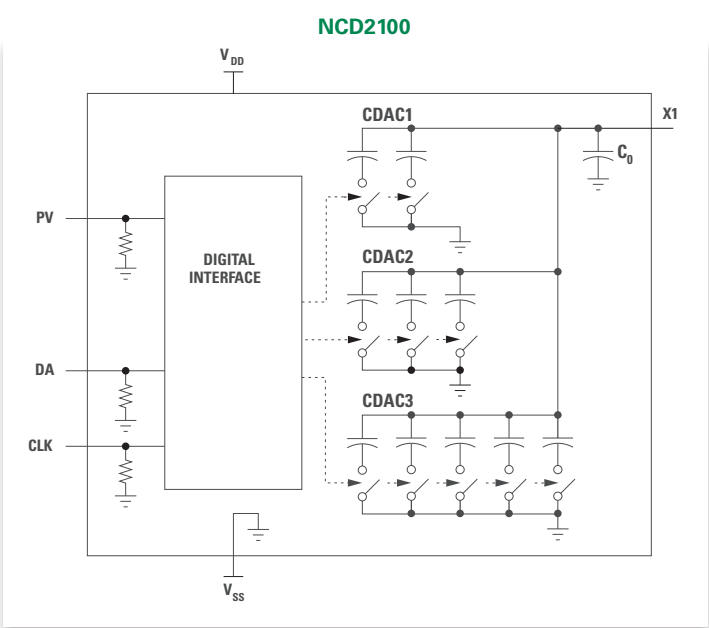 NCD2100
VDD
CDAC1
X1
C0
PV
DIGITAL
INTERFACE
CDAC2
DA
CDAC3
CLK
VSS